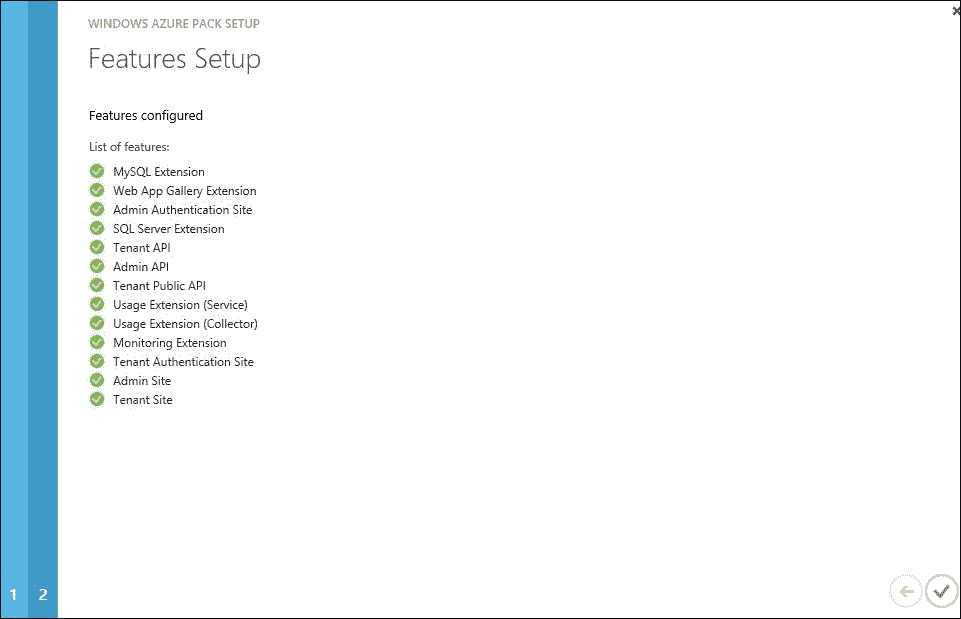 WINDOWS AZURE PACK SETUP
Features Setup
Features configured
List of features:
MySQL Extension
Web App Gallery Extension
Admin Authentication Site
SQL Server Extension
Tenant API
Admin API
Tenant Public API
Usage Extension (Service)
Usage Extension (Collector)
Monitoring Extension
Tenant Authentication Site
Admin Site
Tenant Site
1 2